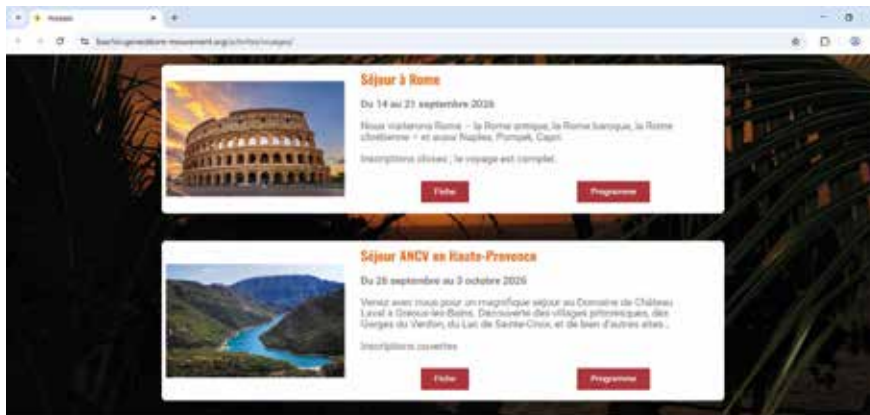 Séjour à Rome
Du 14 au 21 septembre 2026
Nous visiterons Rome – la Rome antique, la Rome baroque, la Rome
chrétienne – et aussi Naples, Pompéi, Capri.
Inscriptions closes ; le voyage est complet.
Fiche
Programme
Séjour ANCV en Haute-Provence
Du 26 septembre au 3 octobre 2026
Venez avec nous pour un magnifique séjour au Domaine de Château
Laval à Gréoux-les-Bains. Découverte des villages pittoresques, des
Gorges du Verdon, du Lac de Sainte-Croix, et de bien d'autres sites...
Inscriptions ouvertes
Fiche
Programme